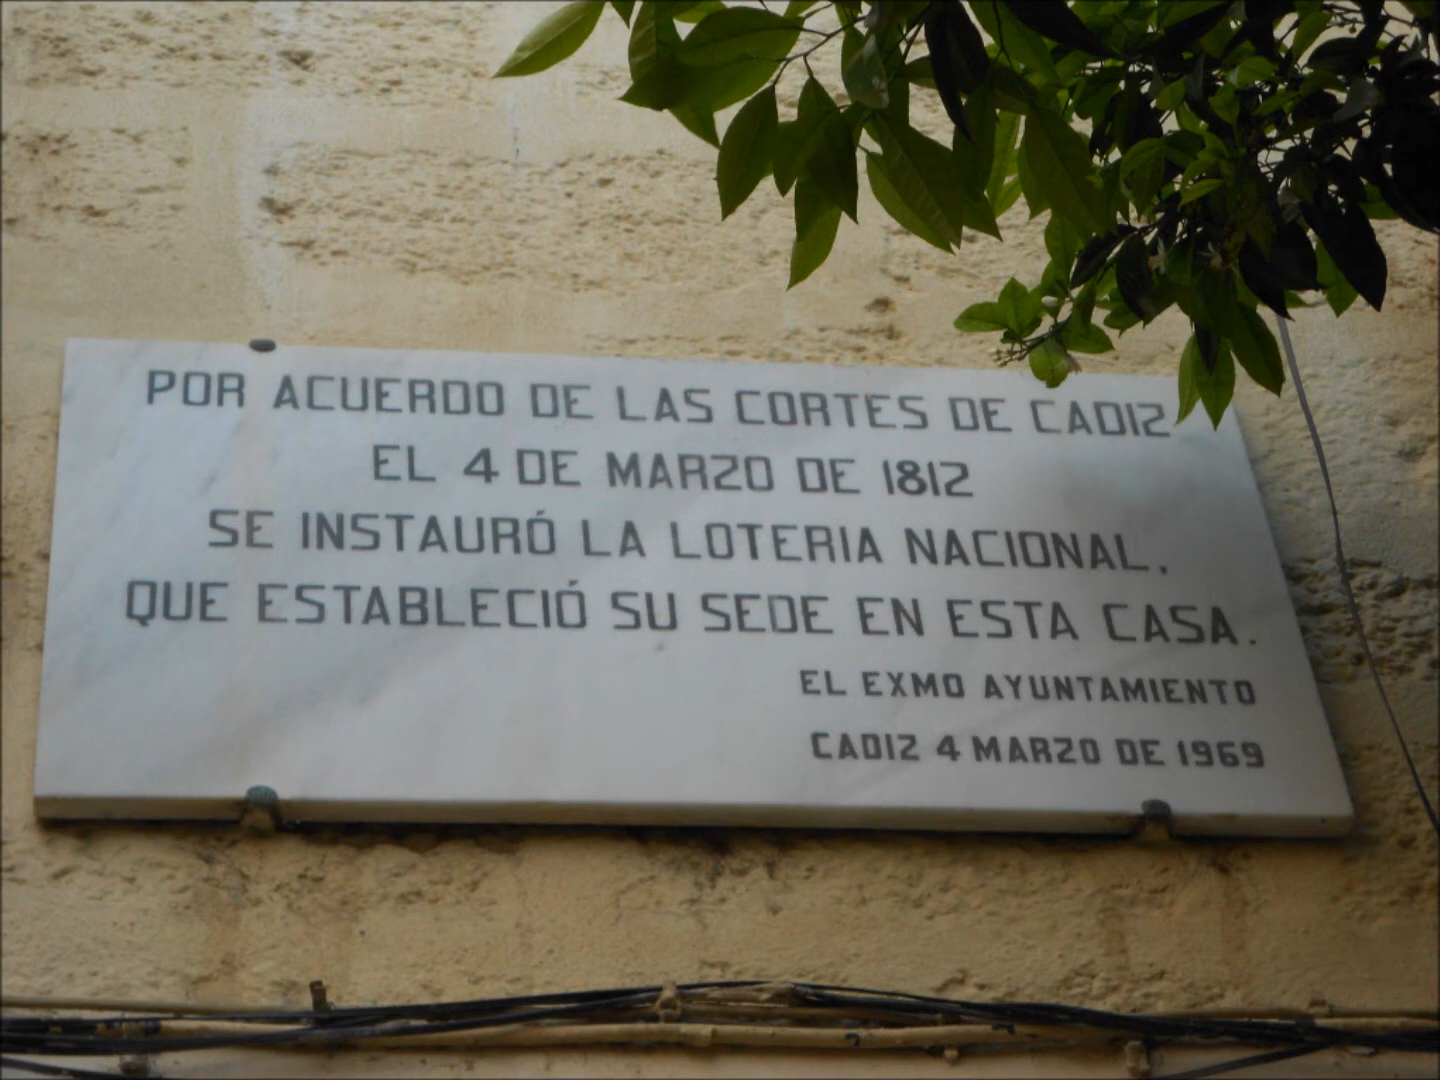 POR ACUERDO DE LAS CORTES DE CADIZ
EL 4 DE MARZO DE 1812
SE INSTAURÓ LA LOTERIA NACIONAL,
QUE ESTABLECIÓ SU SEDE EN ESTA CASA.
EL EXMO AYUNTAMIENTO
CADIZ 4 MARZO DE 1969